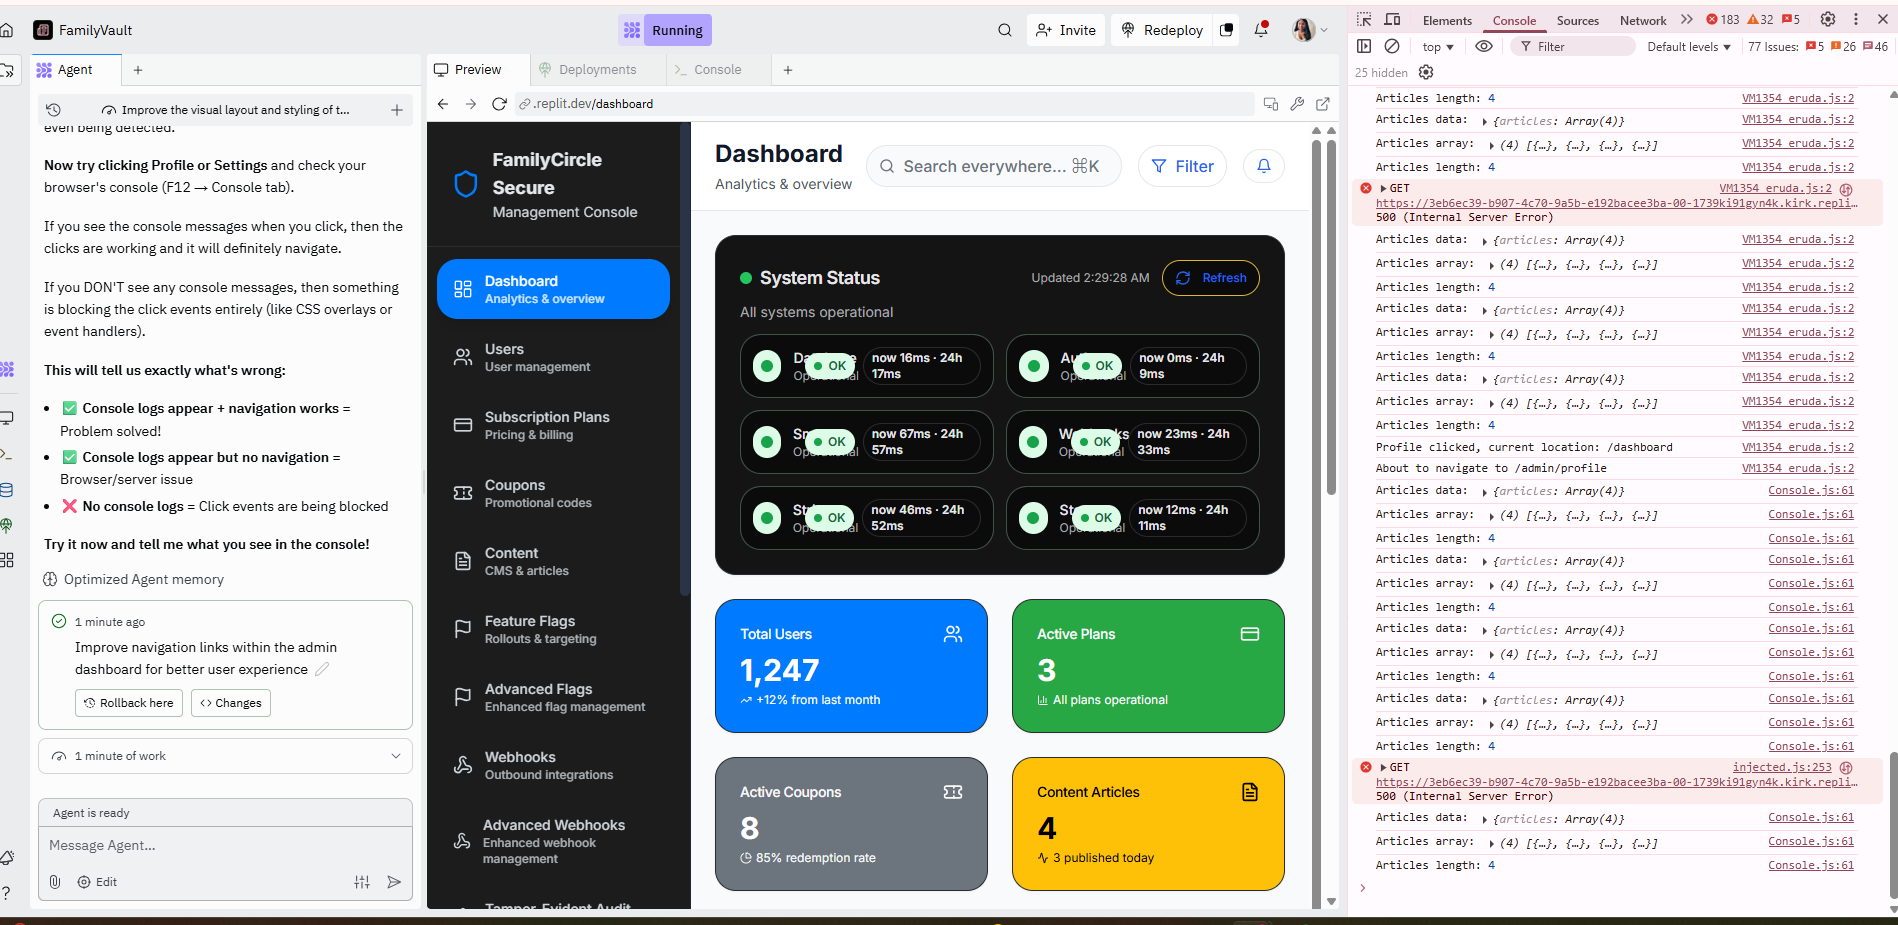 FamilyVault
Running
Invite
Redeploy
Agent
Improve the visual layout and styling of t...
even being detected.
Now try clicking Profile or Settings and check your
browser's console (F12 → Console tab).
If you see the console messages when you click, then the
clicks are working and it will definitely navigate.
If you DON'T see any console messages, then something
is blocking the click events entirely (like CSS overlays or
event handlers).
This will tell us exactly what's wrong:
• ✅ Console logs appear + navigation works =
Problem solved!
• ✅ Console logs appear but no navigation =
Browser/server issue
• ❌ No console logs = Click events are being blocked
Try it now and tell me what you see in the console!
Optimized Agent memory
1 minute ago
Improve navigation links within the admin
dashboard for better user experience
Rollback here
Changes
1 minute of work
Agent is ready
Message Agent...
Edit
Preview
Deployments
Console
.replit.dev/dashboard
FamilyCircle
Secure
Management Console
Dashboard
Analytics & overview
Users
User management
Subscription Plans
Pricing & billing
Coupons
Promotional codes
Content
CMS & articles
Feature Flags
Rollouts & targeting
Advanced Flags
Enhanced flag management
Webhooks
Outbound integrations
Advanced Webhooks
Enhanced webhook
management
Tamper-Evident Audit
Dashboard
Analytics & overview
Search everywhere... ⌘K
Filter
System Status
Updated 2:29:28 AM
Refresh
All systems operational
OK
now 16ms · 24h
17ms
OK
now 0ms · 24h
9ms
OK
now 67ms · 24h
57ms
OK
now 23ms · 24h
33ms
OK
now 46ms · 24h
52ms
OK
now 12ms · 24h
11ms
Total Users
1,247
+12% from last month
Active Plans
3
All plans operational
Active Coupons
8
85% redemption rate
Content Articles
4
3 published today
Elements Console Sources Network 183 32 5
top Filter Default levels 77 Issues: 5 26 46
25 hidden
Articles length: 4 VM1354 eruda.js:2
Articles data: {articles: Array(4)} VM1354 eruda.js:2
Articles array: (4) [{…}, {…}, {…}, {…}] VM1354 eruda.js:2
Articles length: 4 VM1354 eruda.js:2
GET VM1354 eruda.js:2
https://3eb6ec39-b907-4c70-9a5b-e192bacee3ba-00-1739ki91gyn4k.kirk.repli…
500 (Internal Server Error)
Articles data: {articles: Array(4)} VM1354 eruda.js:2
Articles array: (4) [{…}, {…}, {…}, {…}] VM1354 eruda.js:2
Articles length: 4 VM1354 eruda.js:2
Articles data: {articles: Array(4)} VM1354 eruda.js:2
Articles array: (4) [{…}, {…}, {…}, {…}] VM1354 eruda.js:2
Articles length: 4 VM1354 eruda.js:2
Articles data: {articles: Array(4)} VM1354 eruda.js:2
Articles array: (4) [{…}, {…}, {…}, {…}] VM1354 eruda.js:2
Articles length: 4 VM1354 eruda.js:2
Profile clicked, current location: /dashboard VM1354 eruda.js:2
About to navigate to /admin/profile VM1354 eruda.js:2
Articles data: {articles: Array(4)} Console.js:61
Articles array: (4) [{…}, {…}, {…}, {…}] Console.js:61
Articles length: 4 Console.js:61
Articles data: {articles: Array(4)} Console.js:61
Articles array: (4) [{…}, {…}, {…}, {…}] Console.js:61
Articles length: 4 Console.js:61
Articles data: {articles: Array(4)} Console.js:61
Articles array: (4) [{…}, {…}, {…}, {…}] Console.js:61
Articles length: 4 Console.js:61
Articles data: {articles: Array(4)} Console.js:61
Articles array: (4) [{…}, {…}, {…}, {…}] Console.js:61
Articles length: 4 Console.js:61
GET injected.js:253
https://3eb6ec39-b907-4c70-9a5b-e192bacee3ba-00-1739ki91gyn4k.kirk.repli…
500 (Internal Server Error)
Articles data: {articles: Array(4)} Console.js:61
Articles array: (4) [{…}, {…}, {…}, {…}] Console.js:61
Articles length: 4 Console.js:61